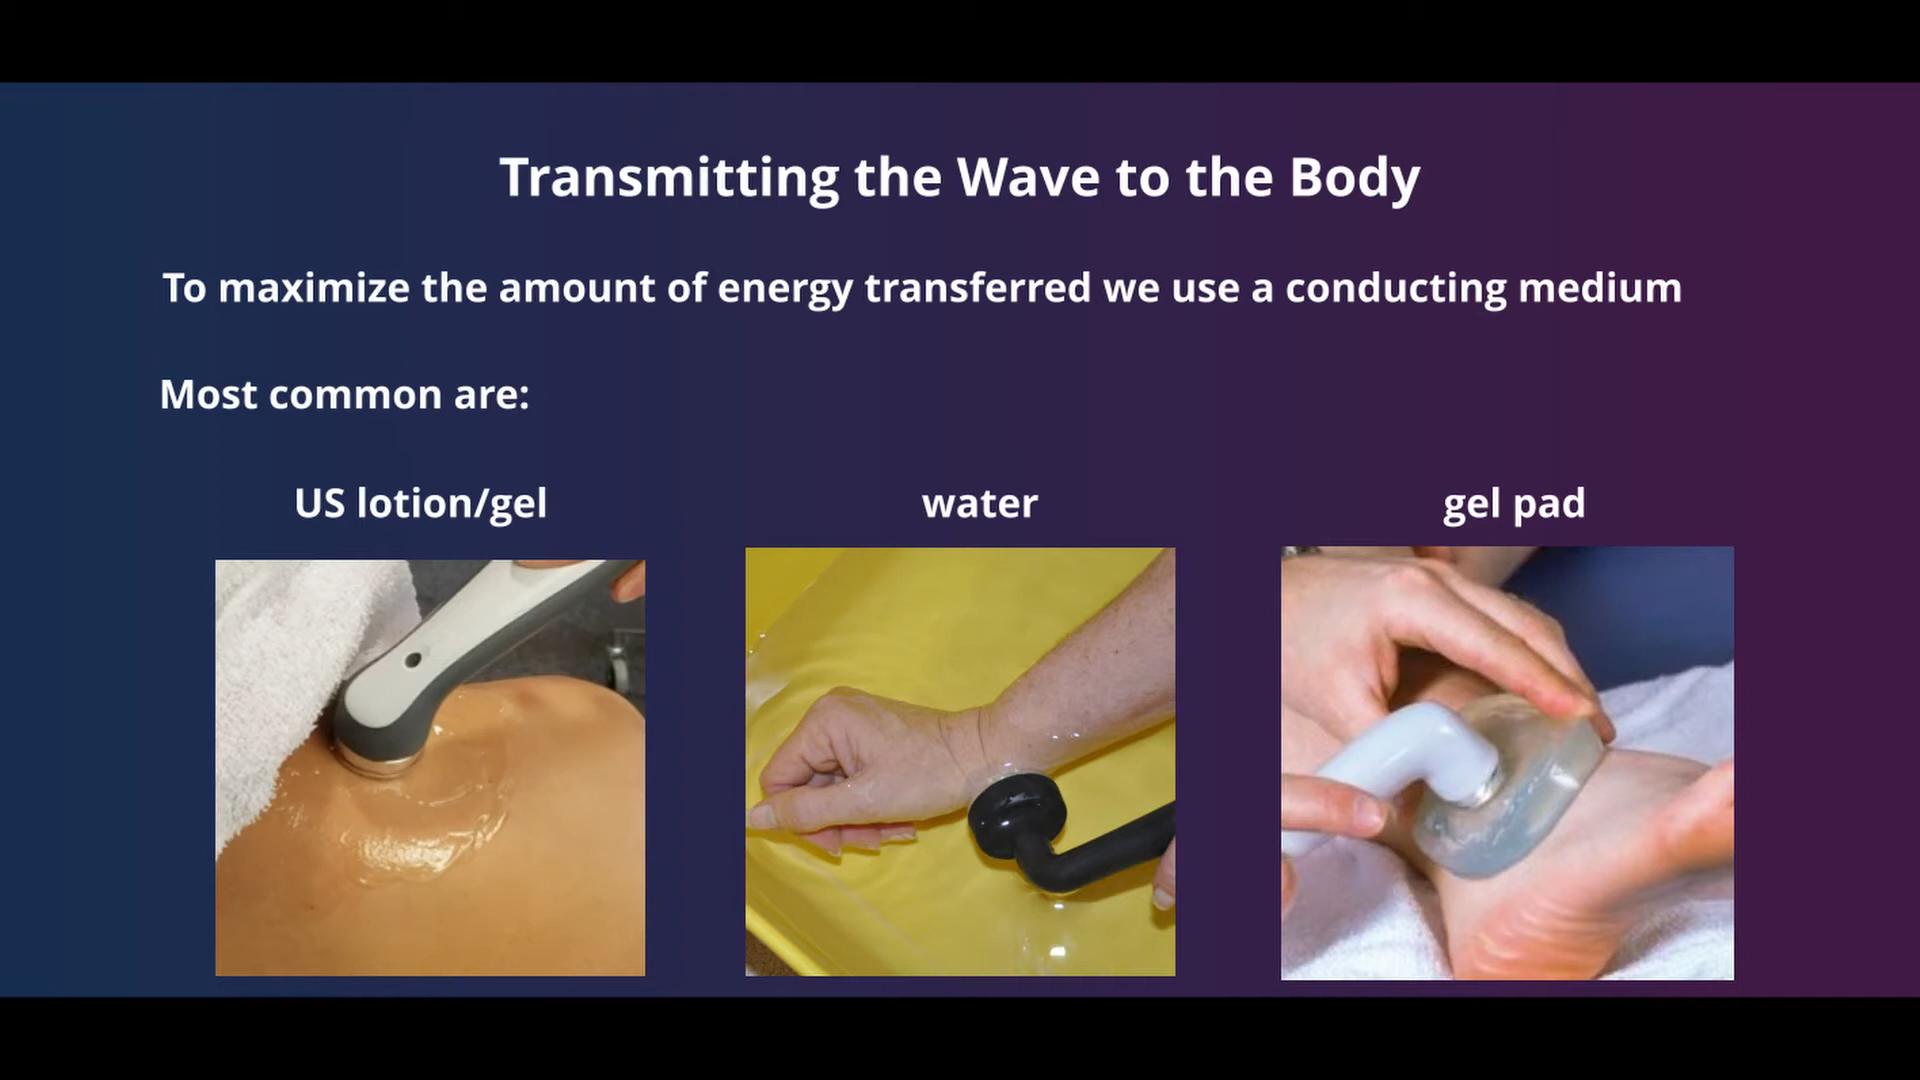 Transmitting the Wave to the Body
To maximize the amount of energy transferred we use a conducting medium
Most common are:
US lotion/gel
water
gel pad